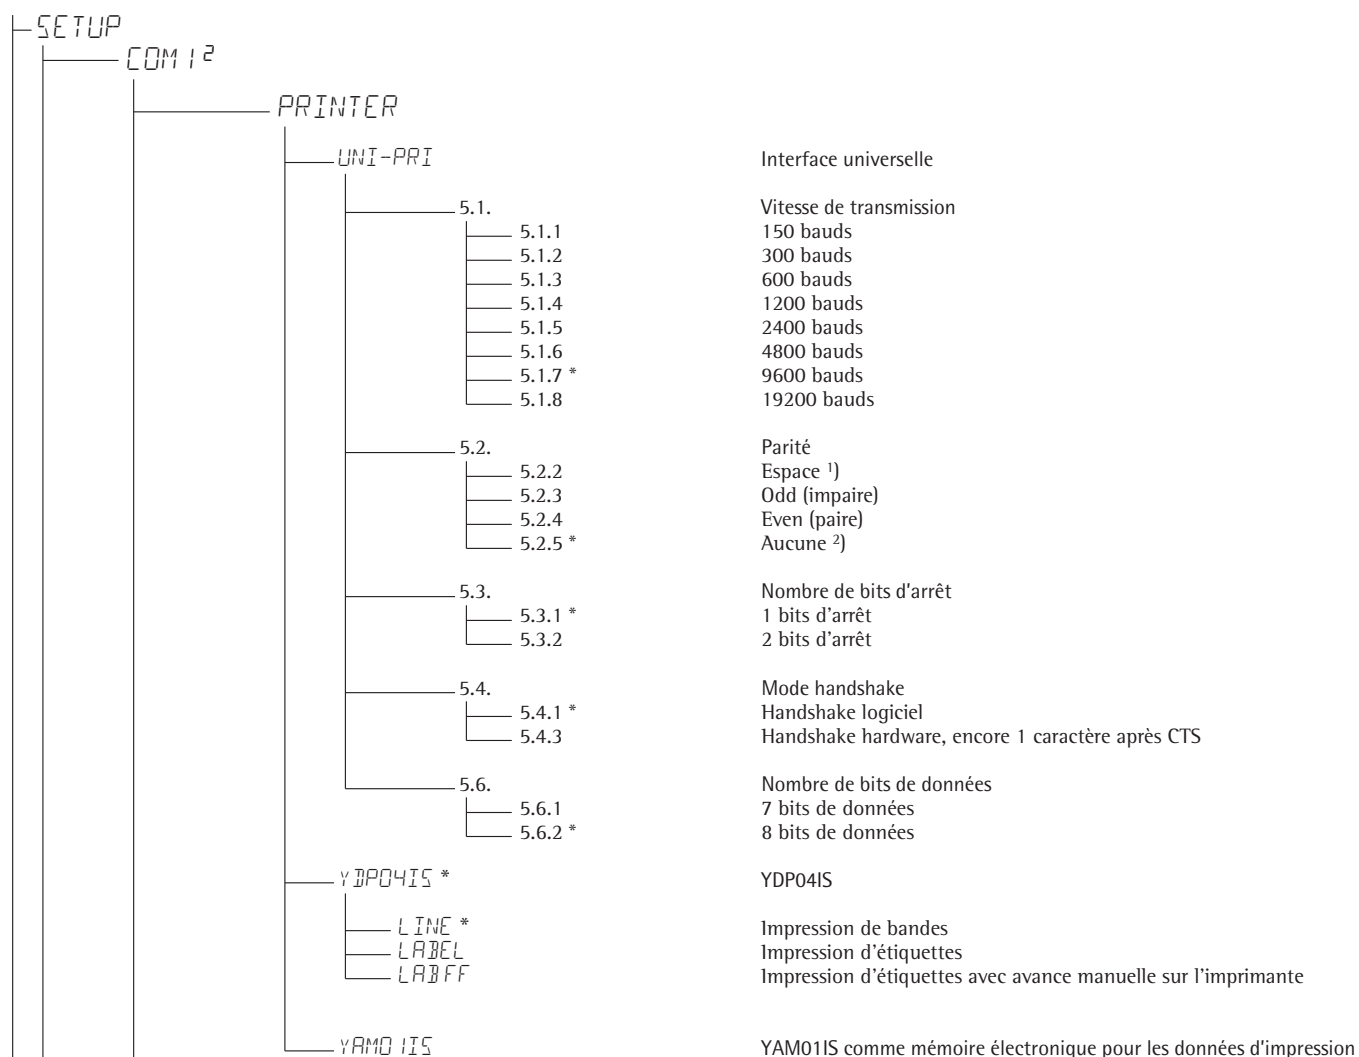 SETUP
COM1²
PRINTER
UNI-PRI Interface universelle
5.1. Vitesse de transmission
5.1.1 150 bauds
5.1.2 300 bauds
5.1.3 600 bauds
5.1.4 1200 bauds
5.1.5 2400 bauds
5.1.6 4800 bauds
5.1.7 * 9600 bauds
5.1.8 19200 bauds
5.2. Parité
5.2.2 Espace ¹)
5.2.3 Odd (impaire)
5.2.4 Even (paire)
5.2.5 * Aucune ²)
5.3. Nombre de bits d'arrêt
5.3.1 * 1 bits d’arrêt
5.3.2 2 bits d’arrêt
5.4. Mode handshake
5.4.1 * Handshake logiciel
5.4.3 Handshake hardware, encore 1 caractère après CTS
5.6. Nombre de bits de données
5.6.1 7 bits de données
5.6.2 * 8 bits de données
YDP04IS * YDP04IS
LINE * Impression de bandes
LABEL Impression d’étiquettes
LABFF Impression d’étiquettes avec avance manuelle sur l’imprimante
YAM01IS YAM01IS comme mémoire électronique pour les données d'impression